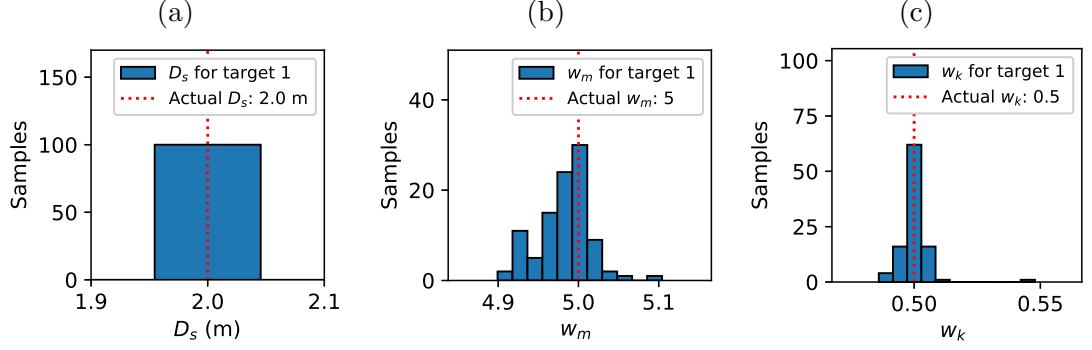 (a)
D_s for target 1
Actual D_s: 2.0 m
Samples
150
100
50
0
1.9
2.0
2.1
D_s (m)
(b)
w_m for target 1
Actual w_m: 5
Samples
40
20
0
4.9
5.0
5.1
w_m
(c)
w_k for target 1
Actual w_k: 0.5
Samples
100
75
50
25
0
0.50
0.55
w_k